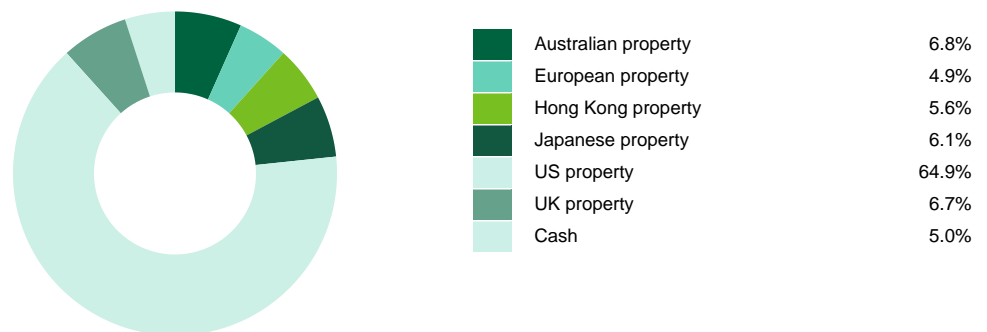 Australian property 6.8%
European property 4.9%
Hong Kong property 5.6%
Japanese property 6.1%
US property 64.9%
UK property 6.7%
Cash 5.0%